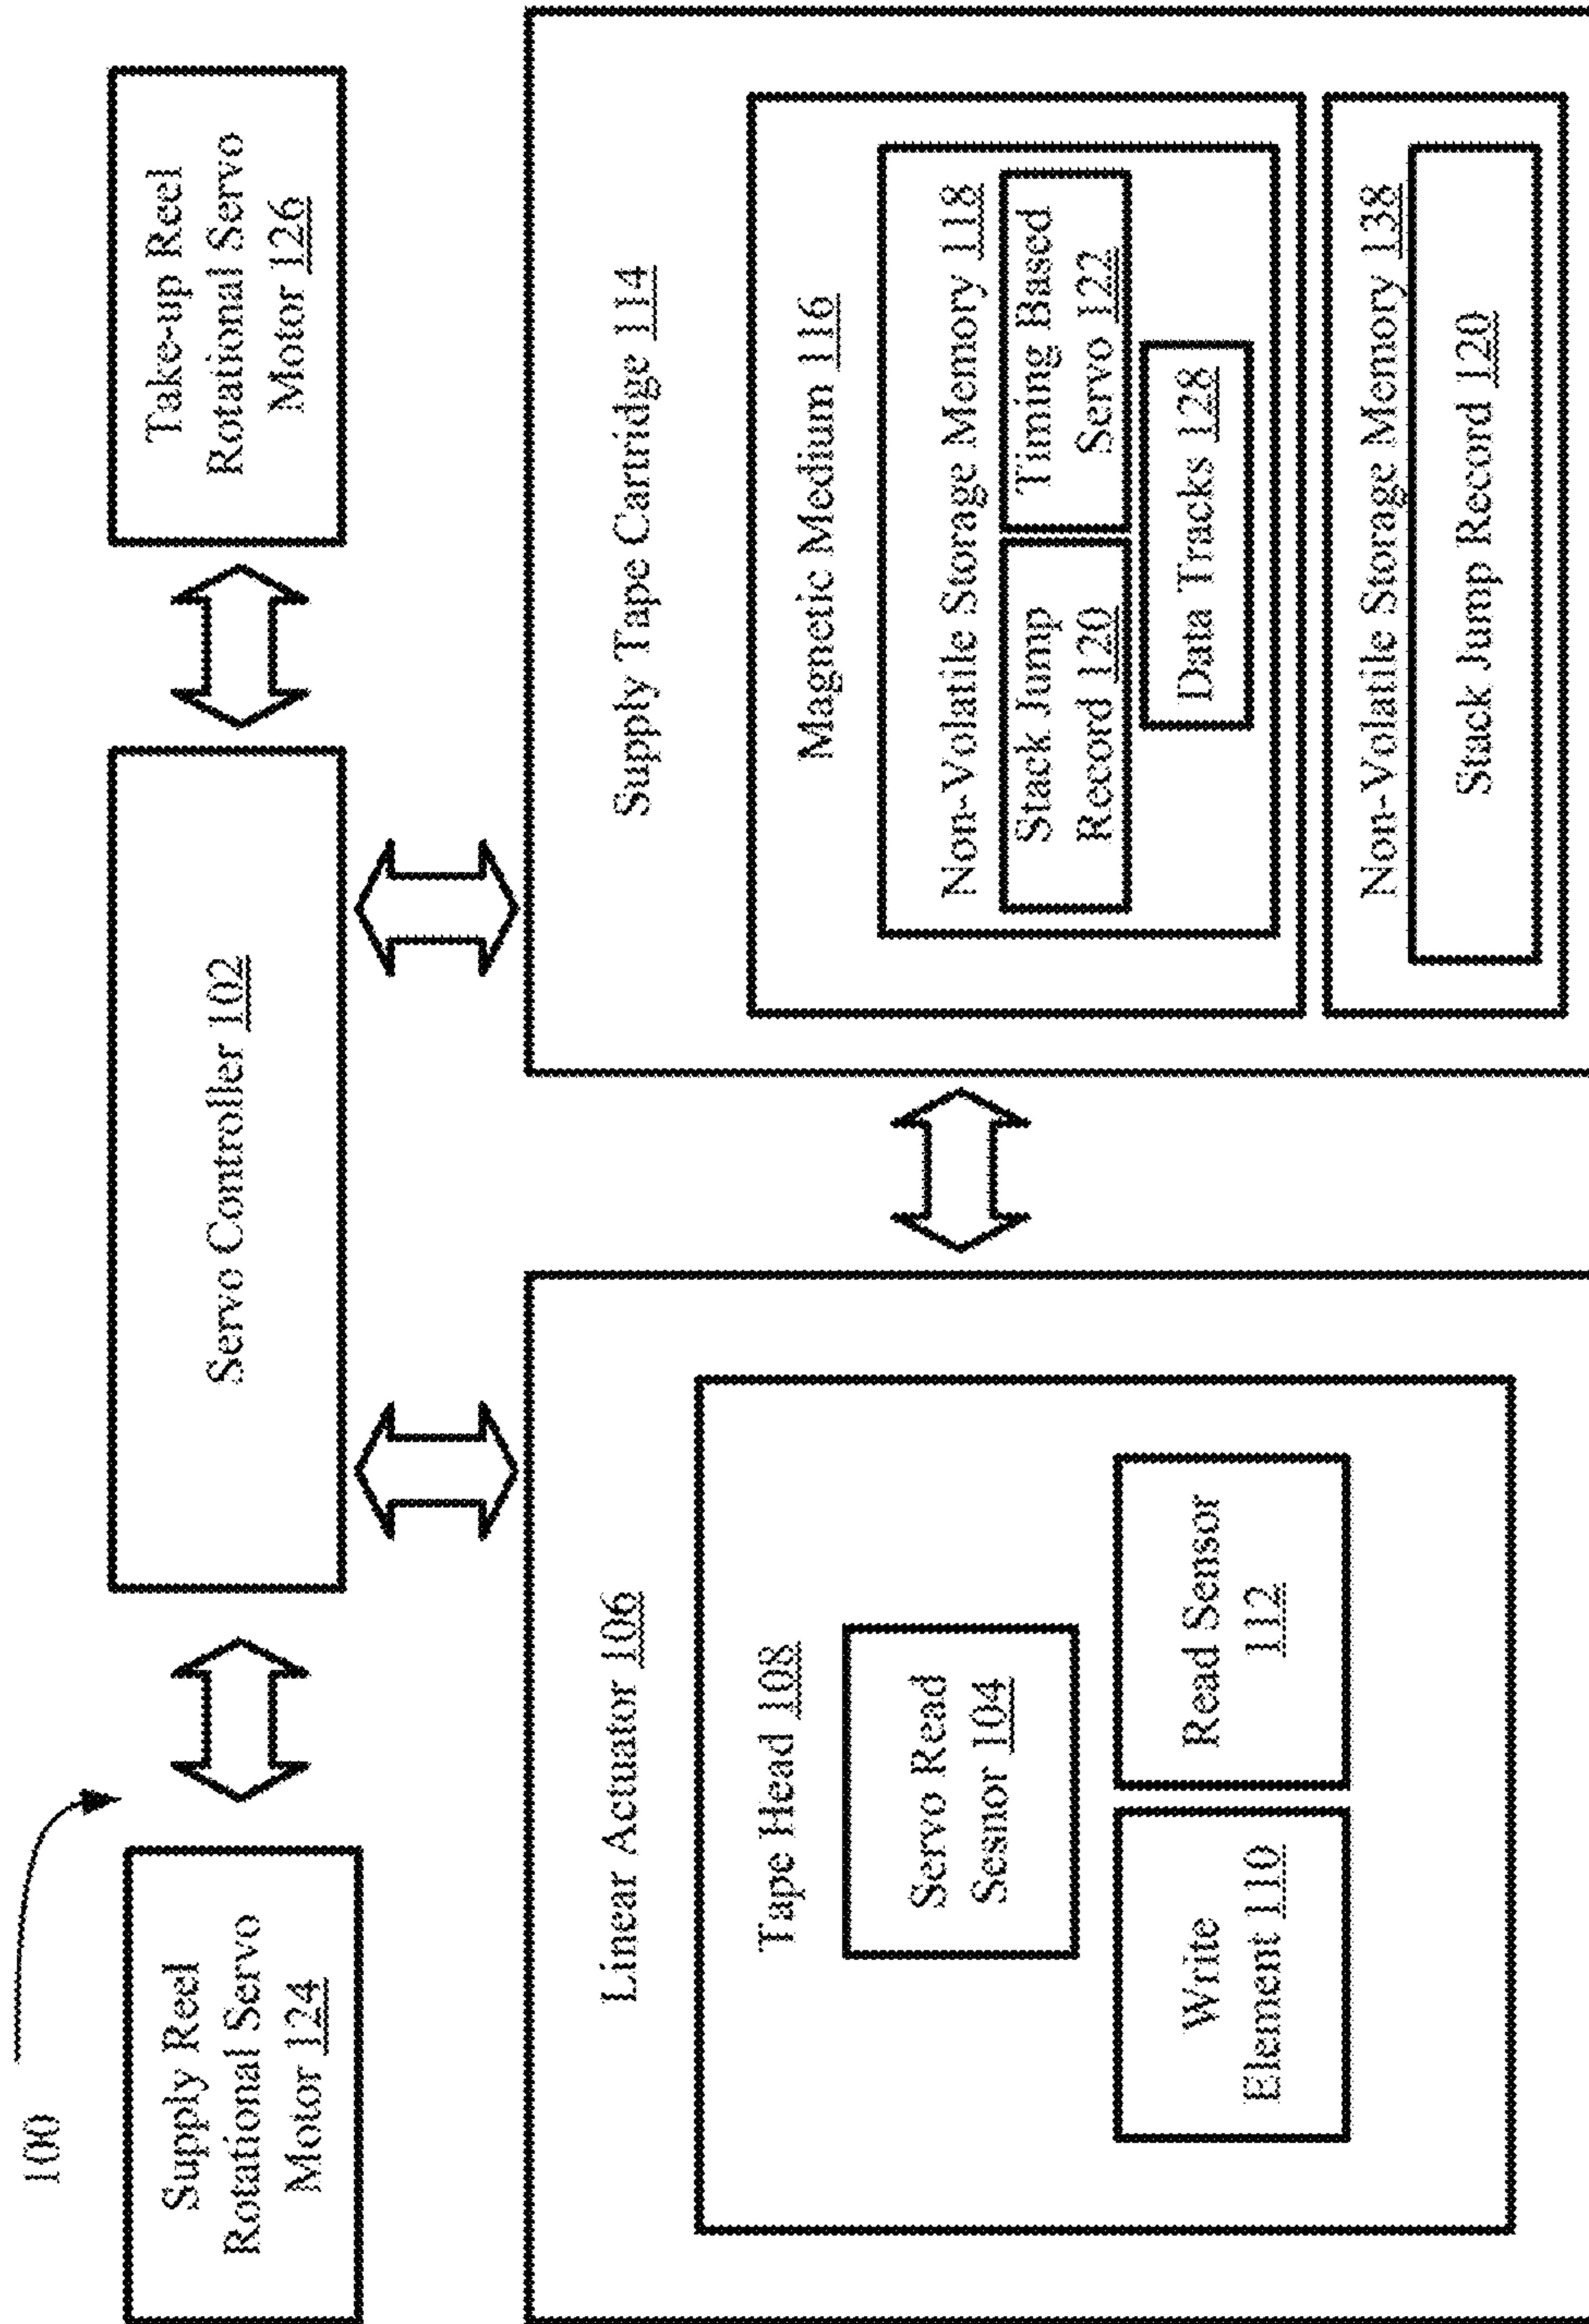 100
Supply Reel
Rotational Servo
Motor 124
Servo Controller 102
Take-up Reel
Rotational Servo
Motor 126
Linear Actuator 106
Tape Head 108
Servo Read
Sesnor 104
Write
Element 110
Read Sensor
112
Supply Tape Cartridge 114
Magnetic Medium 116
Non-Volatile Storage Memory 118
Stack Jump
Record 120
Timing Based
Servo 122
Data Tracks 128
Non-Volatile Storage Memory 138
Stack Jump Record 120